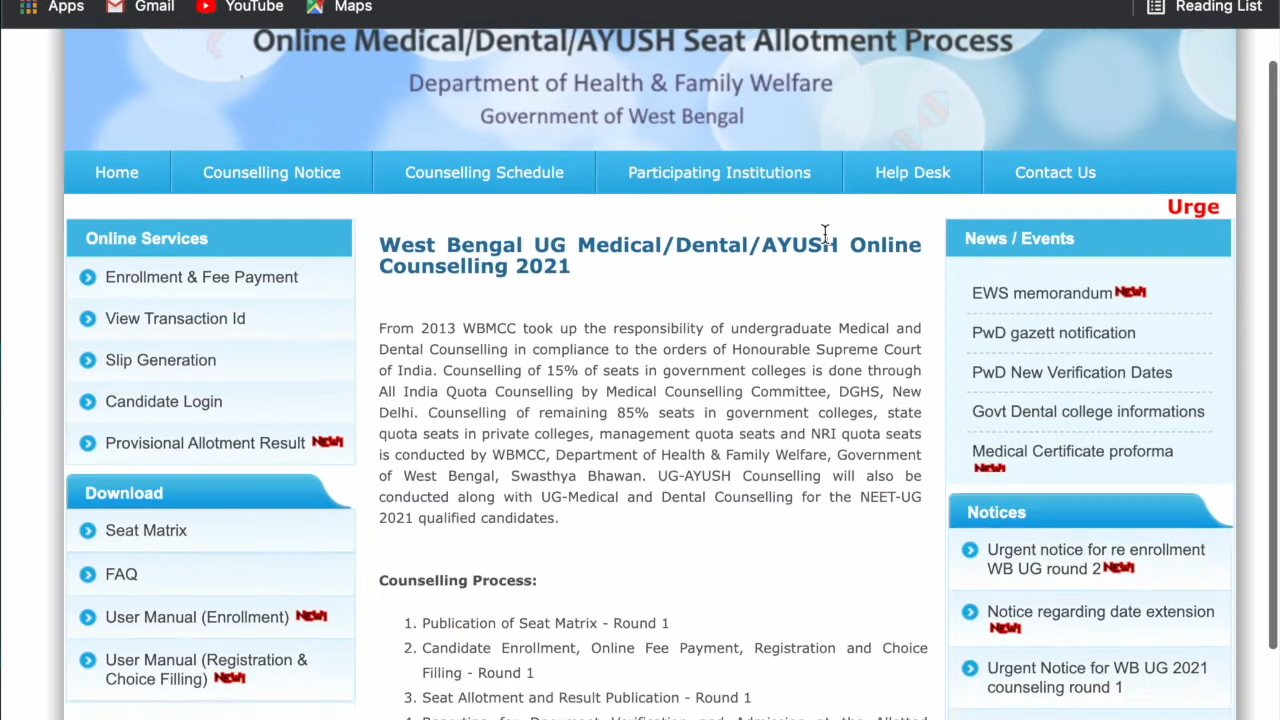 Apps Gmail YouTube Maps Reading List
Online Medical/Dental/AYUSH Seat Allotment Process
Department of Health & Family Welfare
Government of West Bengal
Home Counselling Notice Counselling Schedule Participating Institutions Help Desk Contact Us
Urge
Online Services
Enrollment & Fee Payment
View Transaction Id
Slip Generation
Candidate Login
Provisional Allotment Result NEW!
Download
Seat Matrix
FAQ
User Manual (Enrollment) NEW!
User Manual (Registration &
Choice Filling) NEW!
West Bengal UG Medical/Dental/AYUSH Online
Counselling 2021
From 2013 WBMCC took up the responsibility of undergraduate Medical and
Dental Counselling in compliance to the orders of Honourable Supreme Court
of India. Counselling of 15% of seats in government colleges is done through
All India Quota Counselling by Medical Counselling Committee, DGHS, New
Delhi. Counselling of remaining 85% seats in government colleges, state
quota seats in private colleges, management quota seats and NRI quota seats
is conducted by WBMCC, Department of Health & Family Welfare, Government
of West Bengal, Swasthya Bhawan. UG-AYUSH Counselling will also be
conducted along with UG-Medical and Dental Counselling for the NEET-UG
2021 qualified candidates.
Counselling Process:
1. Publication of Seat Matrix - Round 1
2. Candidate Enrollment, Online Fee Payment, Registration and Choice
Filling - Round 1
3. Seat Allotment and Result Publication - Round 1
4. Reporting for Document Verification and Admission at the Allotted
News / Events
EWS memorandum NEW!
PwD gazett notification
PwD New Verification Dates
Govt Dental college informations
Medical Certificate proforma
NEW!
Notices
Urgent notice for re enrollment
WB UG round 2 NEW!
Notice regarding date extension
NEW!
Urgent Notice for WB UG 2021
counseling round 1